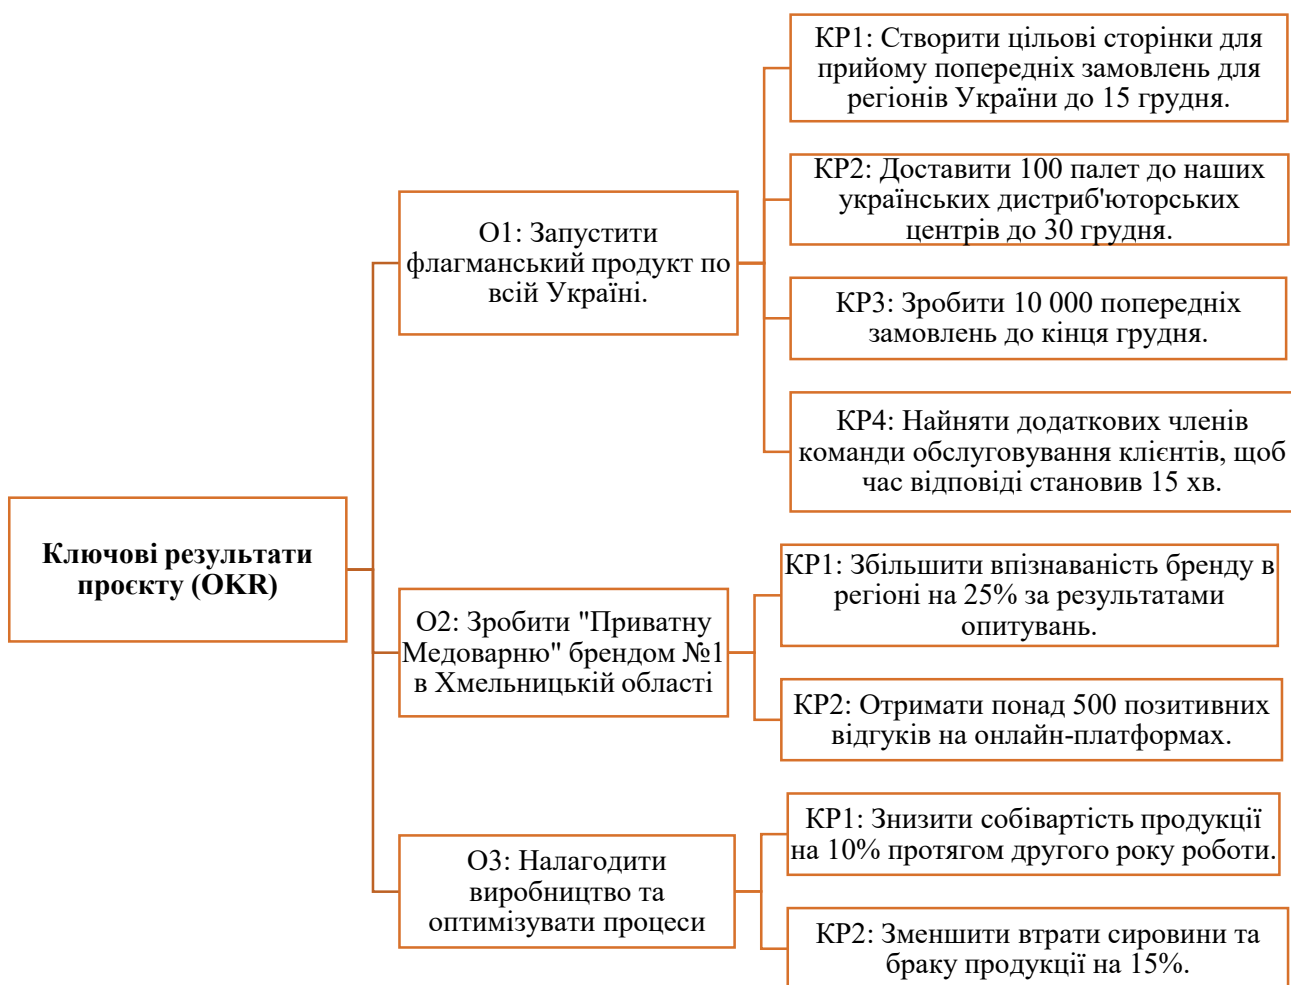 Ключові результати
проєкту (OKR)
О1: Запустити
флагманський продукт по
всій Україні.
КР1: Створити цільові сторінки для
прийому попередніх замовлень для
регіонів України до 15 грудня.
КР2: Доставити 100 палет до наших
українських дистриб'юторських
центрів до 30 грудня.
КР3: Зробити 10 000 попередніх
замовлень до кінця грудня.
КР4: Найняти додаткових членів
команди обслуговування клієнтів, щоб
час відповіді становив 15 хв.
О2: Зробити "Приватну
Медоварню" брендом №1
в Хмельницькій області
КР1: Збільшити впізнаваність бренду в
регіоні на 25% за результатами
опитувань.
КР2: Отримати понад 500 позитивних
відгуків на онлайн-платформах.
О3: Налагодити
виробництво та
оптимізувати процеси
КР1: Знизити собівартість продукції
на 10% протягом другого року роботи.
КР2: Зменшити втрати сировини та
браку продукції на 15%.